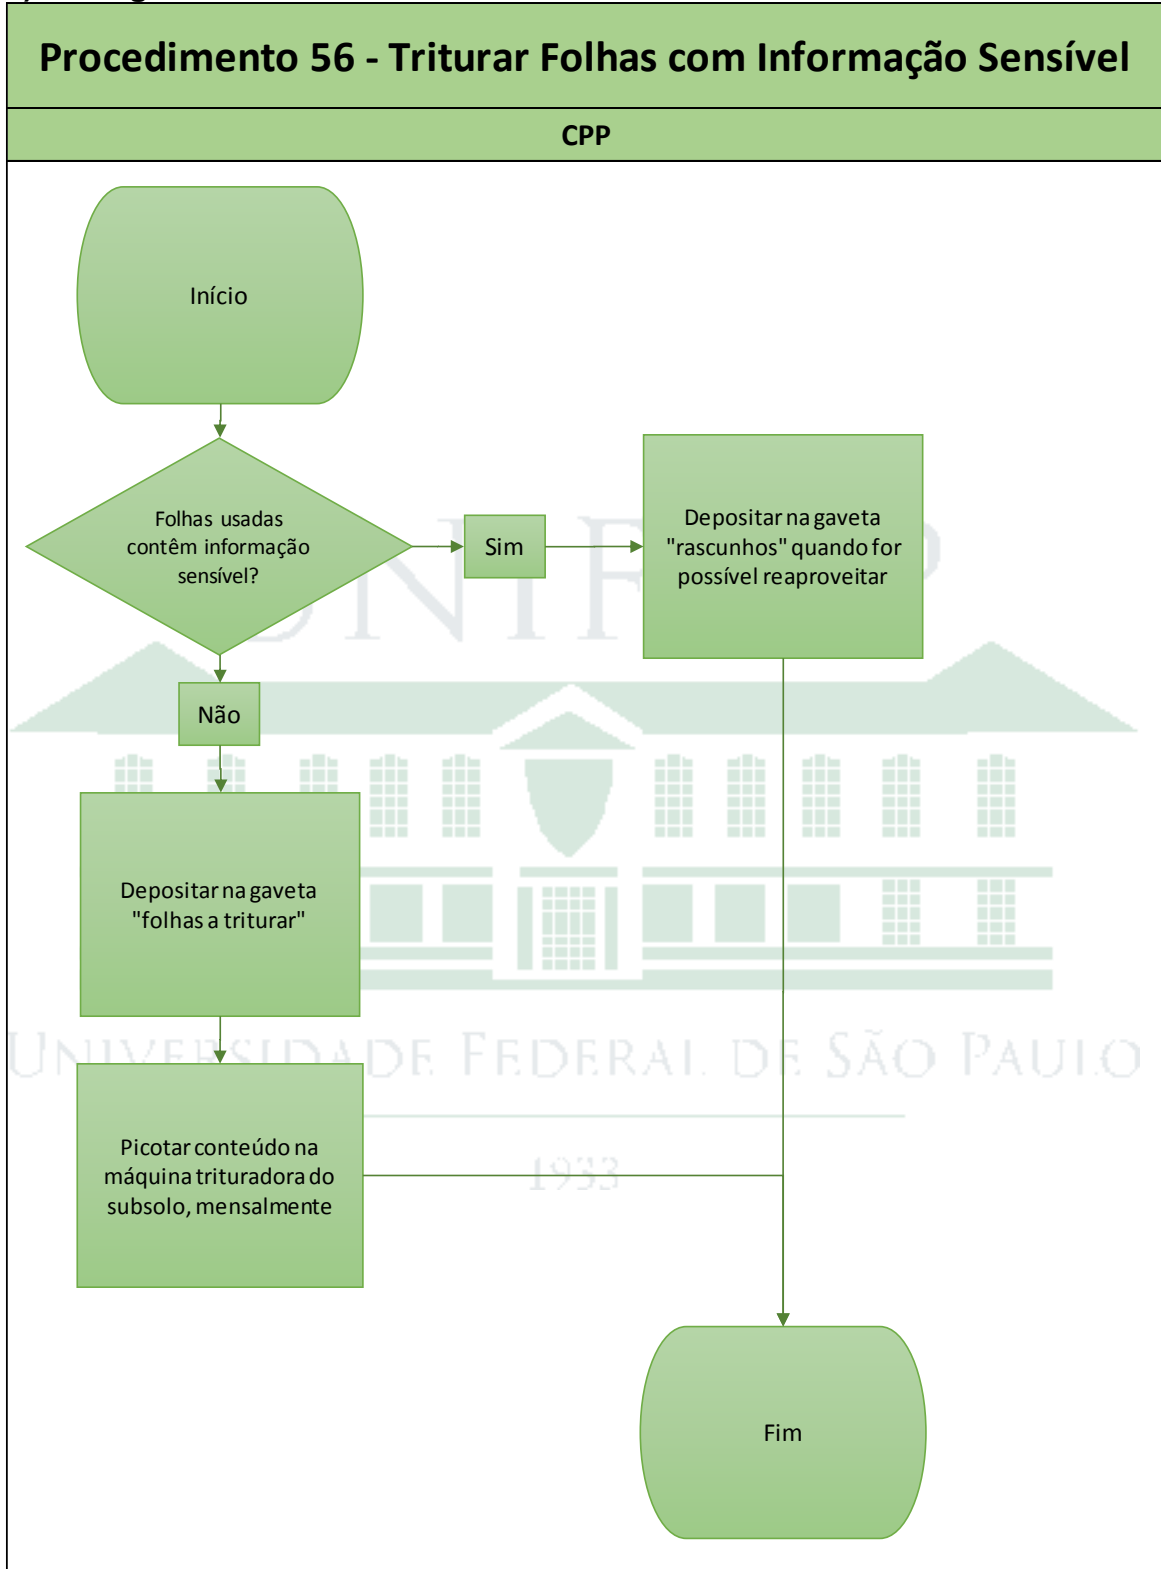 Procedimento 56 - Triturar Folhas com Informação Sensível
CPP
Início
Folhas usadas
contêm informação
sensível?
Sim
Depositar na gaveta
"rascunhos" quando for
possível reaproveitar
Não
Depositar na gaveta
"folhas a triturar"
Picotar conteúdo na
máquina trituradora do
subsolo, mensalmente
Fim
UNIVERSIDADE FEDERAL DE SÃO PAULO
1933